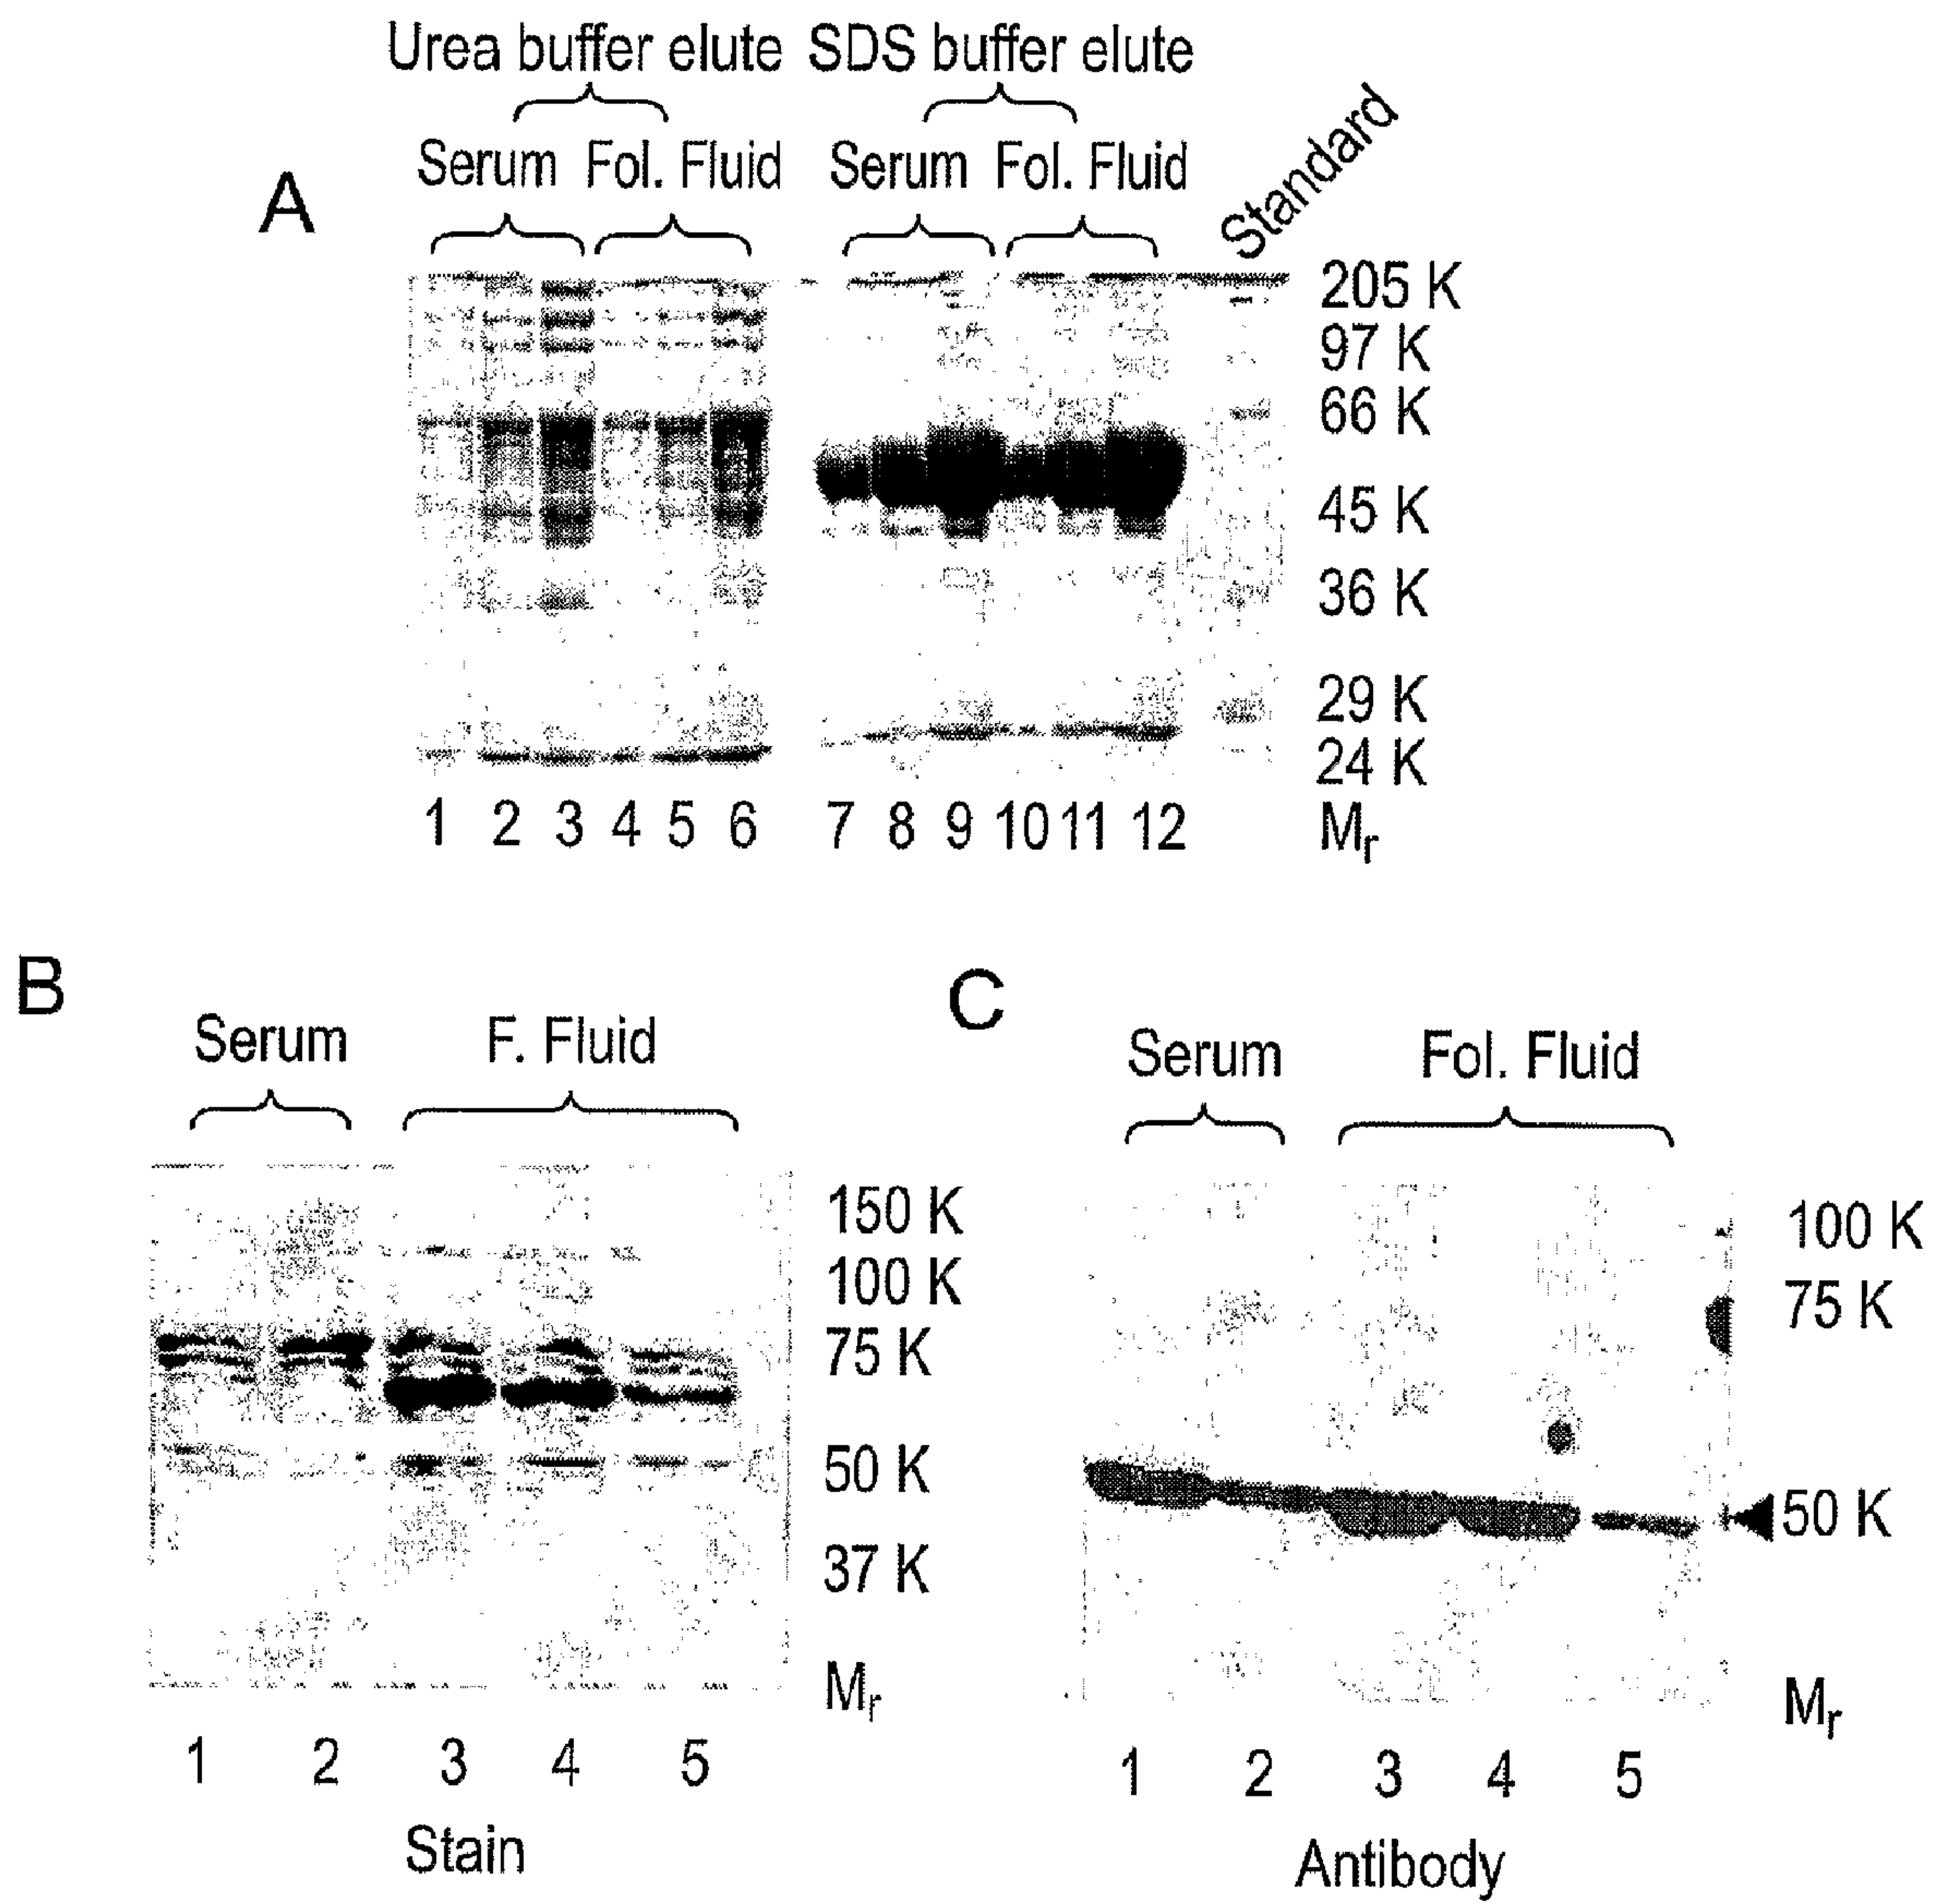 Urea buffer elute SDS buffer elute
Serum Fol. Fluid Serum Fol. Fluid Standard
A
205 K
97 K
66 K
45 K
36 K
29 K
24 K
1 2 3 4 5 6 7 8 9 10 11 12 Mr
B
Serum F. Fluid
150 K
100 K
75 K
50 K
37 K
Mr
1 2 3 4 5
Stain
C
Serum Fol. Fluid
100 K
75 K
50 K
Mr
1 2 3 4 5
Antibody